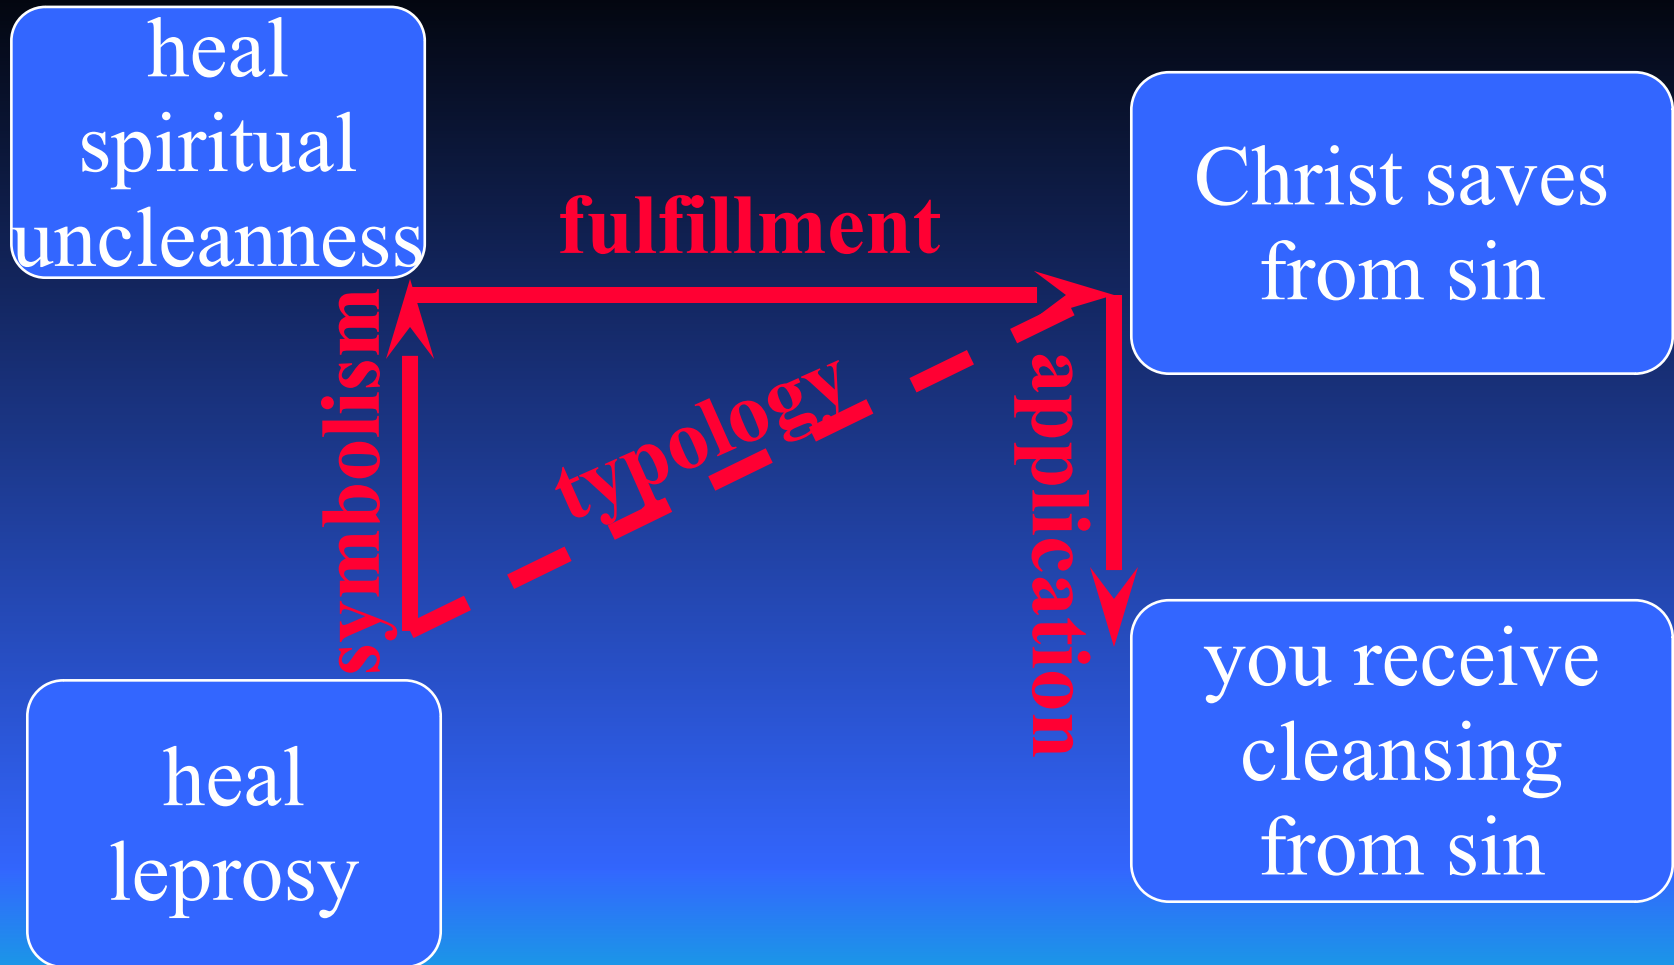 heal
spiritual
uncleanness
fulfillment
Christ saves
from sin
symbolism
typology
application
heal
leprosy
you receive
cleansing
from sin